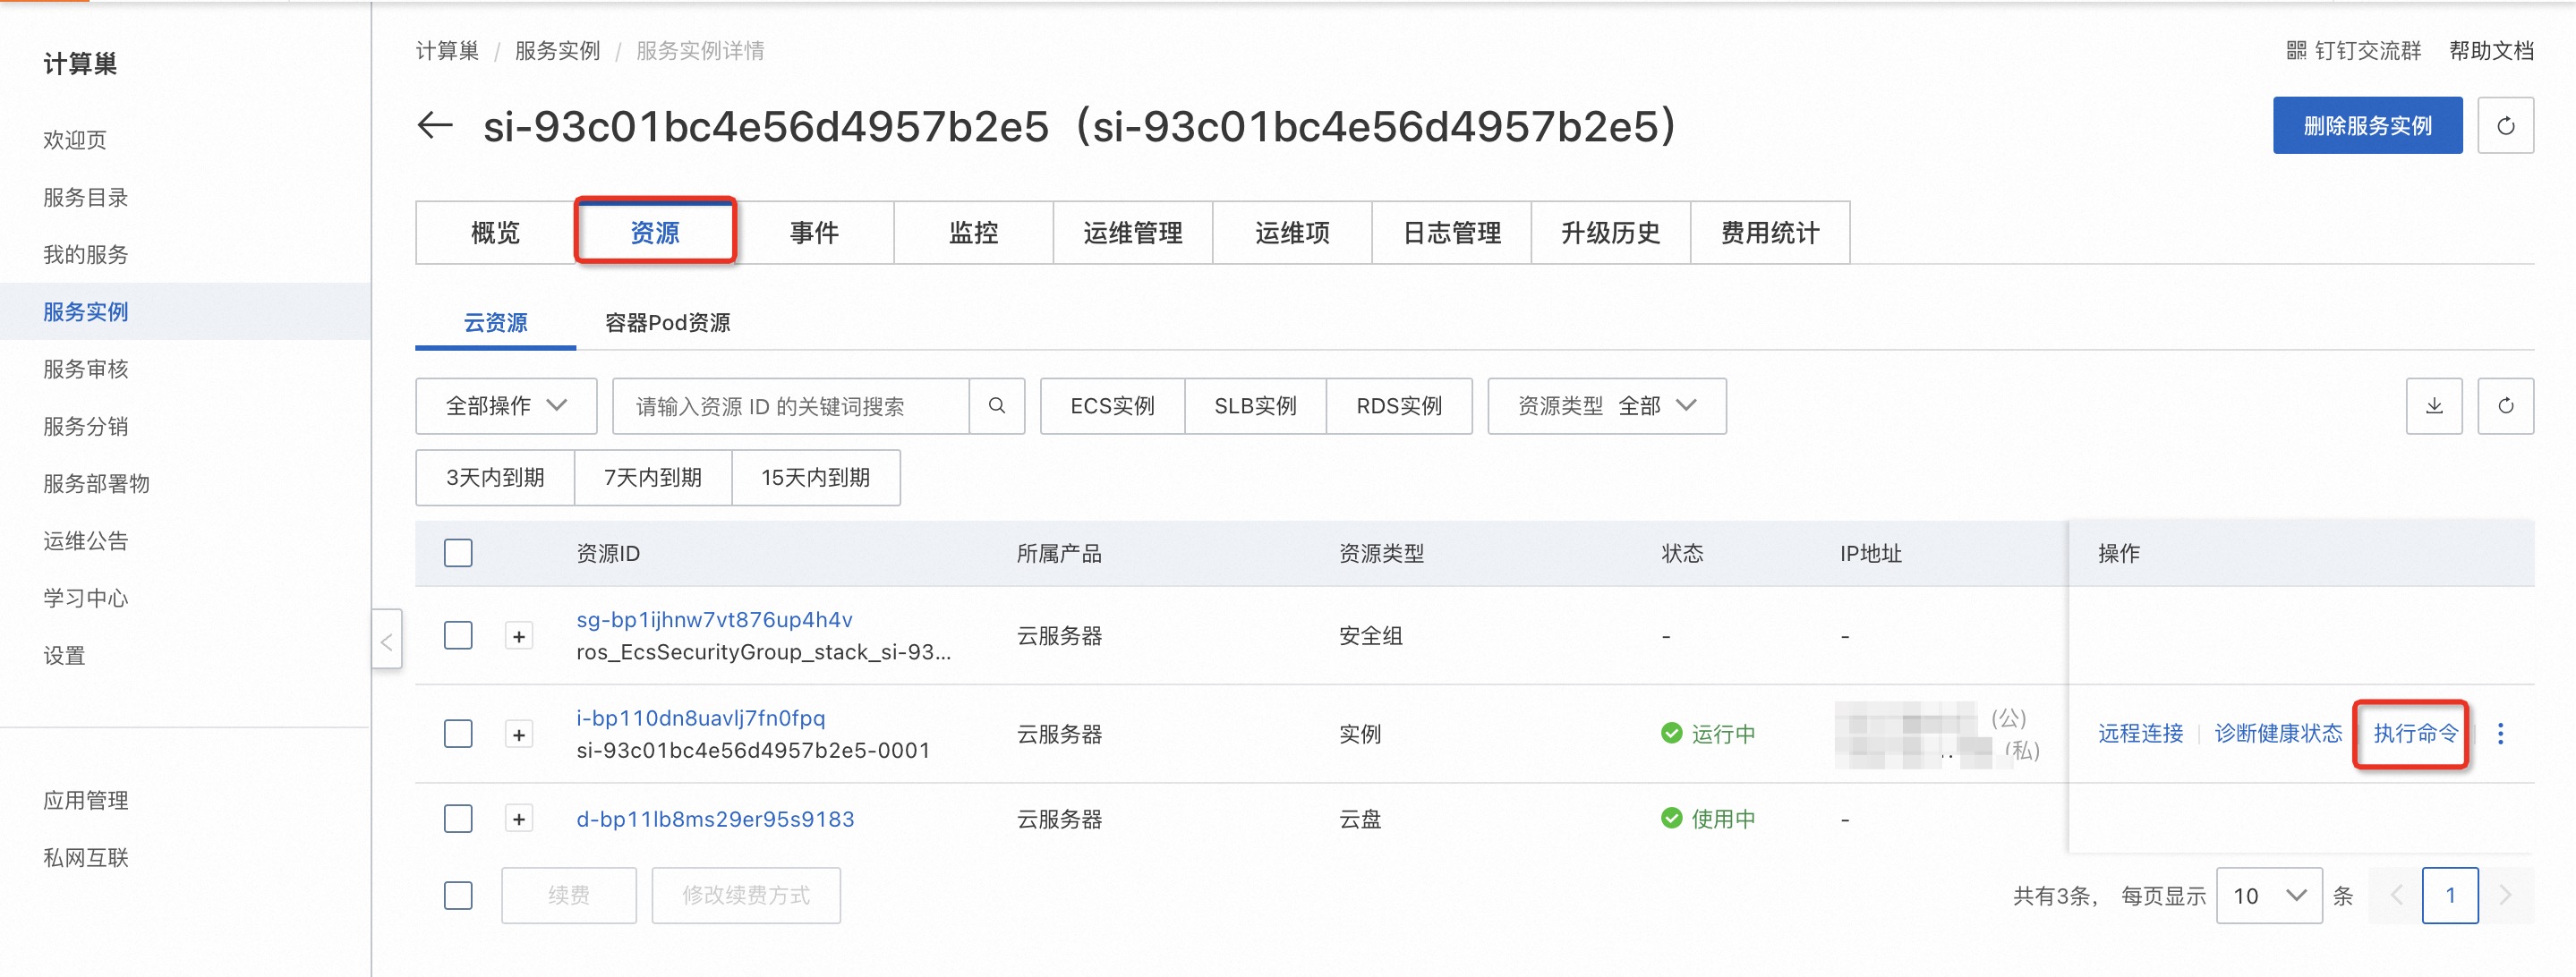 计算巢
欢迎页
服务目录
我的服务
服务实例
服务审核
服务分销
服务部署物
运维公告
学习中心
设置
应用管理
私网互联
计算巢 / 服务实例 / 服务实例详情
钉钉交流群 帮助文档
← si-93c01bc4e56d4957b2e5（si-93c01bc4e56d4957b2e5）
删除服务实例
概览 资源 事件 监控 运维管理 运维项 日志管理 升级历史 费用统计
云资源 容器Pod资源
全部操作 请输入资源 ID 的关键词搜索 ECS实例 SLB实例 RDS实例 资源类型 全部
3天内到期 7天内到期 15天内到期
资源ID 所属产品 资源类型 状态 IP地址 操作
sg-bp1ijhnw7vt876up4h4v
ros_EcsSecurityGroup_stack_si-93...
云服务器 安全组 - -
i-bp110dn8uavlj7fn0fpq
si-93c01bc4e56d4957b2e5-0001
云服务器 实例 运行中
(公)
(私)
远程连接 诊断健康状态 执行命令
d-bp11lb8ms29er95s9183 云服务器 云盘 使用中 -
续费 修改续费方式
共有3条， 每页显示 10 条 < 1 >